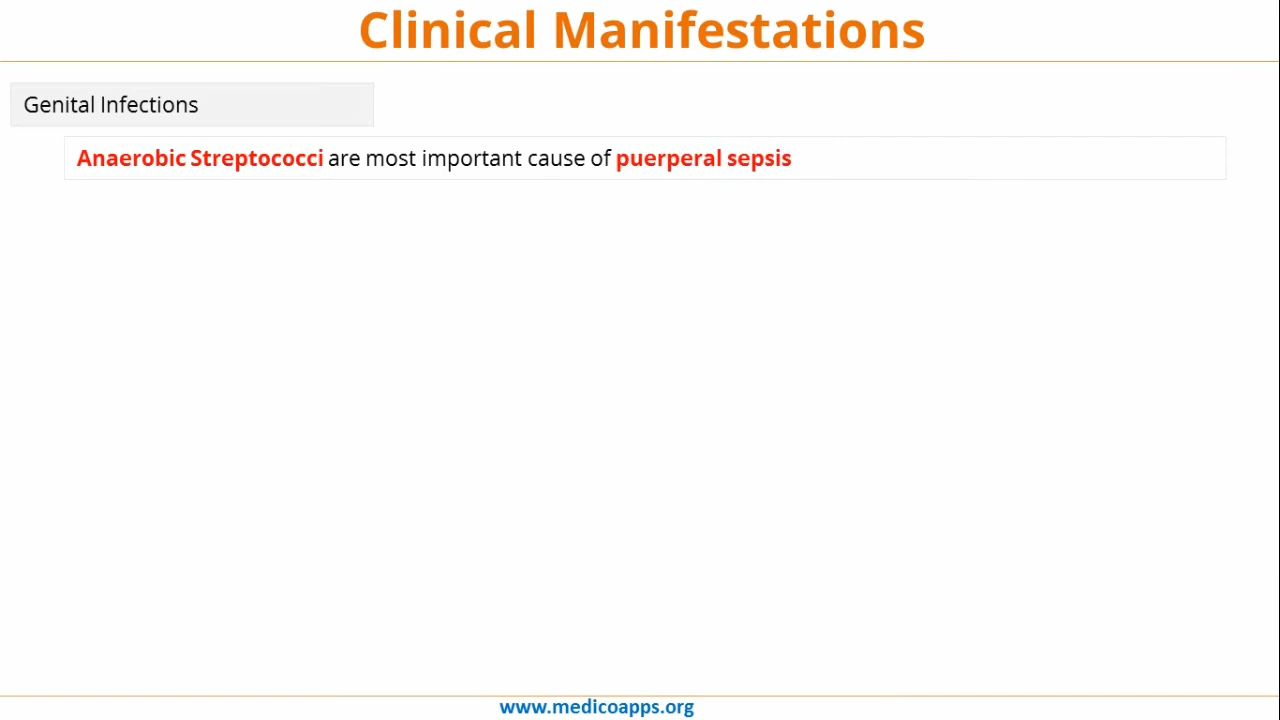 Clinical Manifestations
Genital Infections
Anaerobic Streptococci are most important cause of puerperal sepsis
www.medicoapps.org